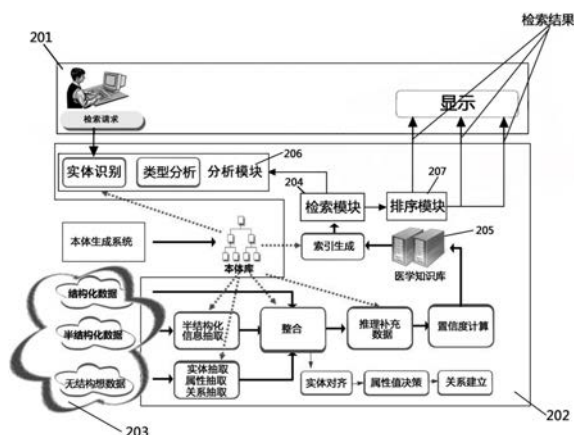 检索结果
201
显示
检索请求
206
实体识别
类型分析
分析模块
204
检索模块
207
排序模块
本体生成系统
本体库
索引生成
205
医学知识库
结构化数据
半结构化数据
无结构想数据
半结构化
信息抽取
整合
推理补充
数据
置信度计算
实体抽取
属性抽取
关系抽取
实体对齐
属性值决策
关系建立
203
202